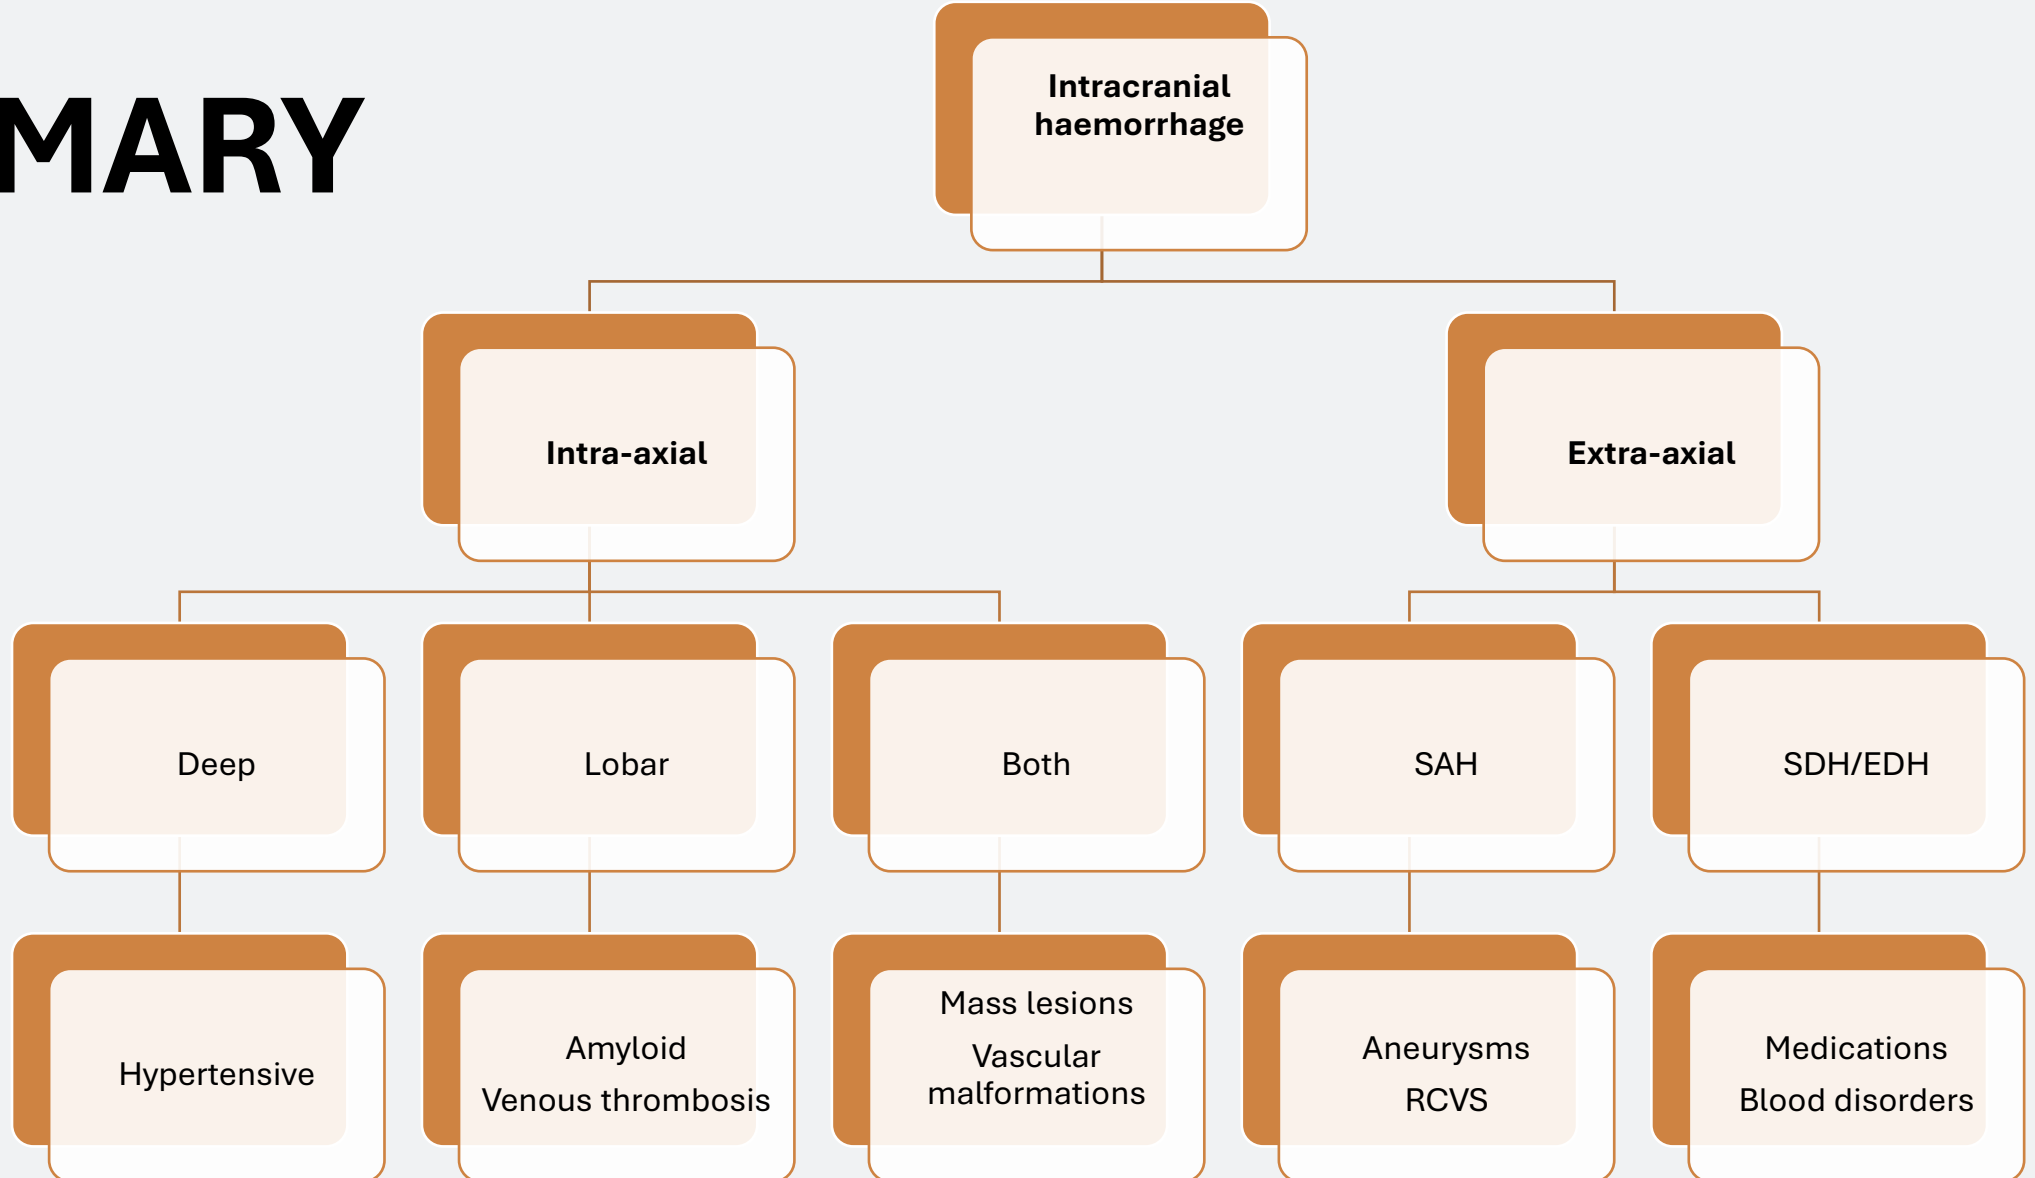 MARY
Intracranial
haemorrhage
Intra-axial
Extra-axial
Deep
Lobar
Both
SAH
SDH/EDH
Hypertensive
Amyloid
Venous thrombosis
Mass lesions
Vascular
malformations
Aneurysms
RCVS
Medications
Blood disorders